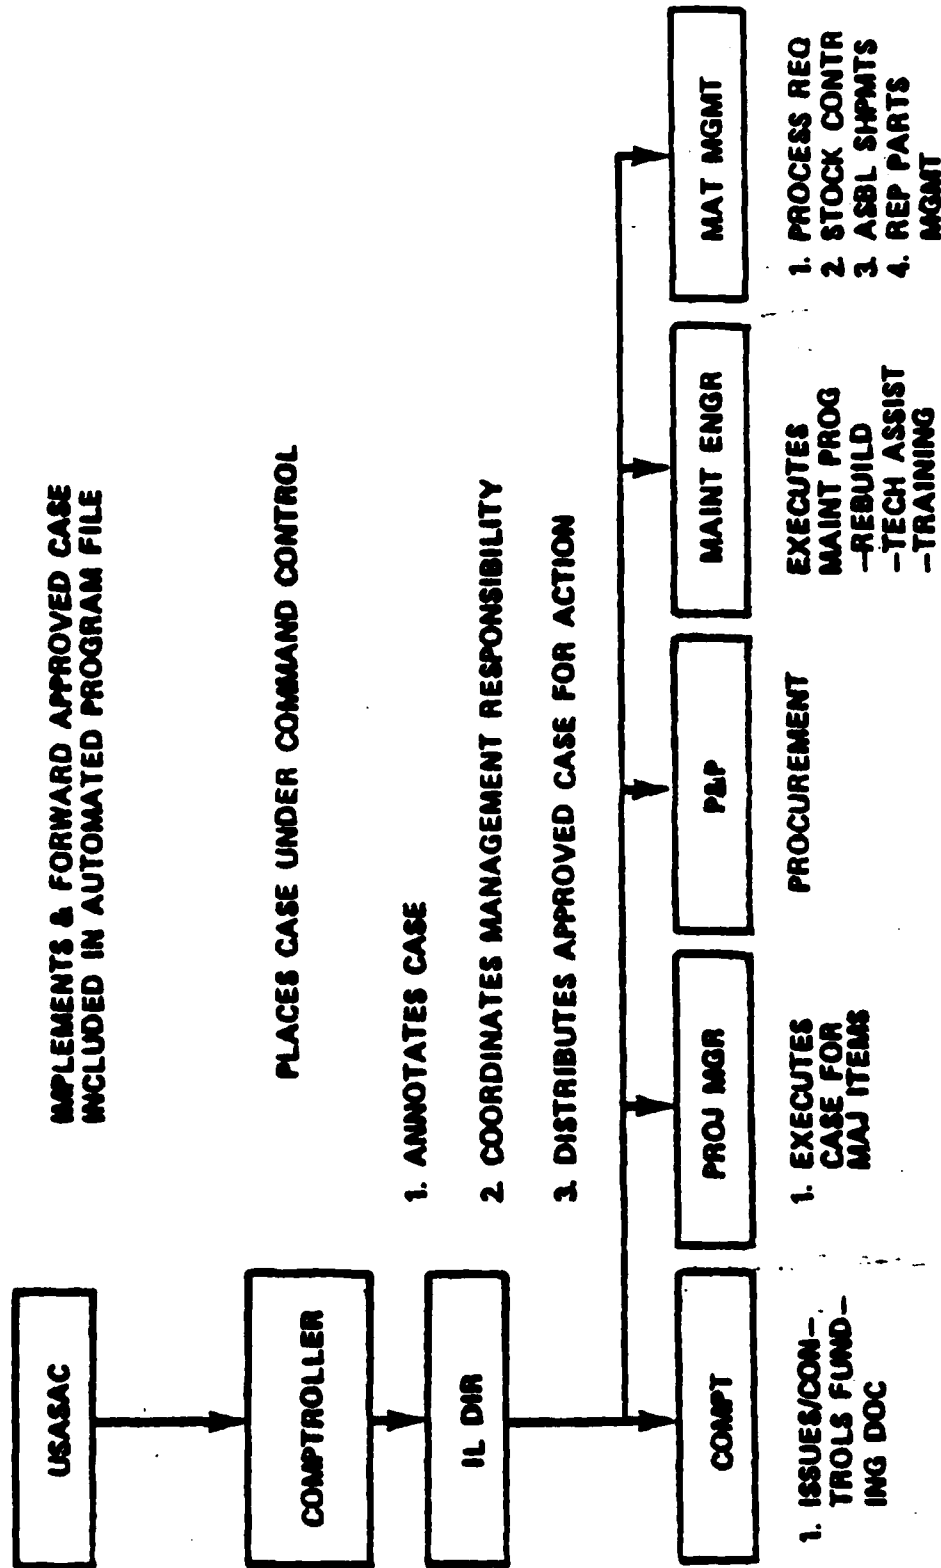 USASAC
IMPLEMENTS & FORWARD APPROVED CASE
INCLUDED IN AUTOMATED PROGRAM FILE
COMPTROLLER
PLACES CASE UNDER COMMAND CONTROL
IL DIR
1. ANNOTATES CASE
2. COORDINATES MANAGEMENT RESPONSIBILITY
3. DISTRIBUTES APPROVED CASE FOR ACTION
COMPT
1. ISSUES/CON-
TROLS FUND-
ING DOC
PROJ MGR
1. EXECUTES
CASE FOR
MAJ ITEMS
P&P
PROCUREMENT
MAINT ENGR
EXECUTES
MAINT PROG
-REBUILD
-TECH ASSIST
-TRAINING
MAT MGMT
1. PROCESS REQ
2. STOCK CONTR
3. ASBL SHPMTS
4. REP PARTS
MGMT